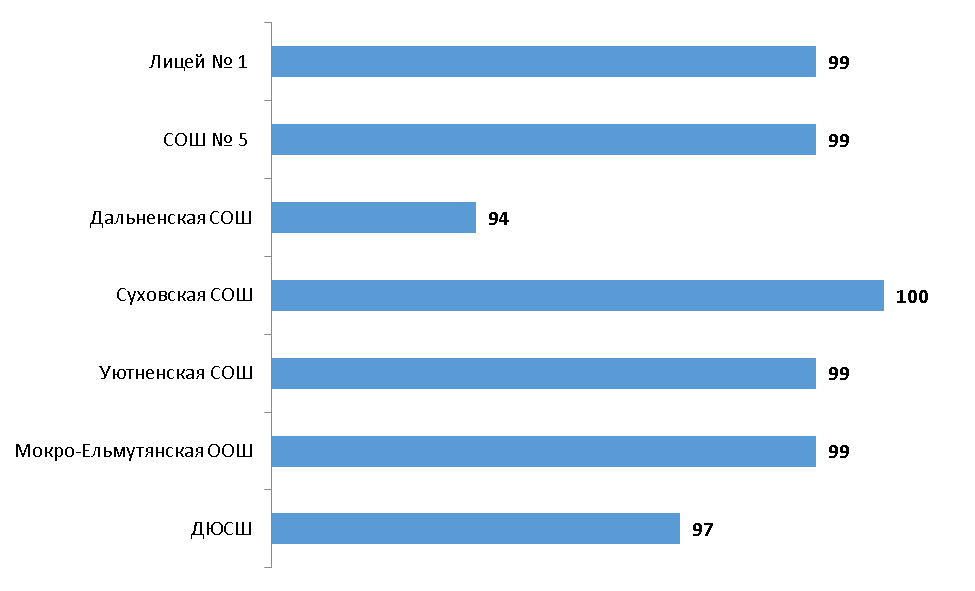 Лицей № 1 99
СОШ № 5 99
Дальненская СОШ 94
Суховская СОШ 100
Уютненская СОШ 99
Мокро-Ельмутянская ООШ 99
ДЮСШ 97